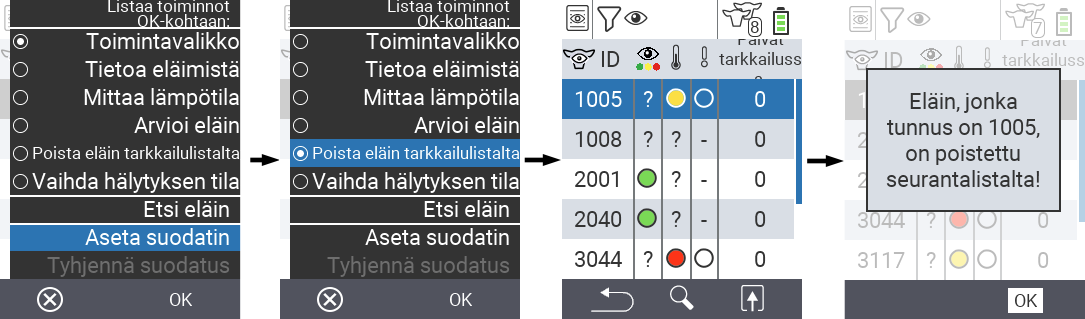 Listaa toiminnot
OK-kohtaan:
Toimintavalikko
Tietoa eläimistä
Mittaa lämpötila
Arvioi eläin
Poista eläin tarkkailulistalta
Vaihda hälytyksen tila
Etsi eläin
Aseta suodatin
Tyhjennä suodatus
OK
Listaa toiminnot
OK-kohtaan:
Toimintavalikko
Tietoa eläimistä
Mittaa lämpötila
Arvioi eläin
Poista eläin tarkkailulistalta
Vaihda hälytyksen tila
Etsi eläin
Aseta suodatin
Tyhjennä suodatus
OK
8
ID Päivät
tarkkailuss
1005 ? 0
1008 ? ? - 0
2001 ? - 0
2040 ? - 0
3044 ? 0
7
ID Päivät
tarkkailuss
Eläin, jonka
tunnus on 1005,
on poistettu
seurantalistalta!
3044 ? 0
3117 ? 0
OK